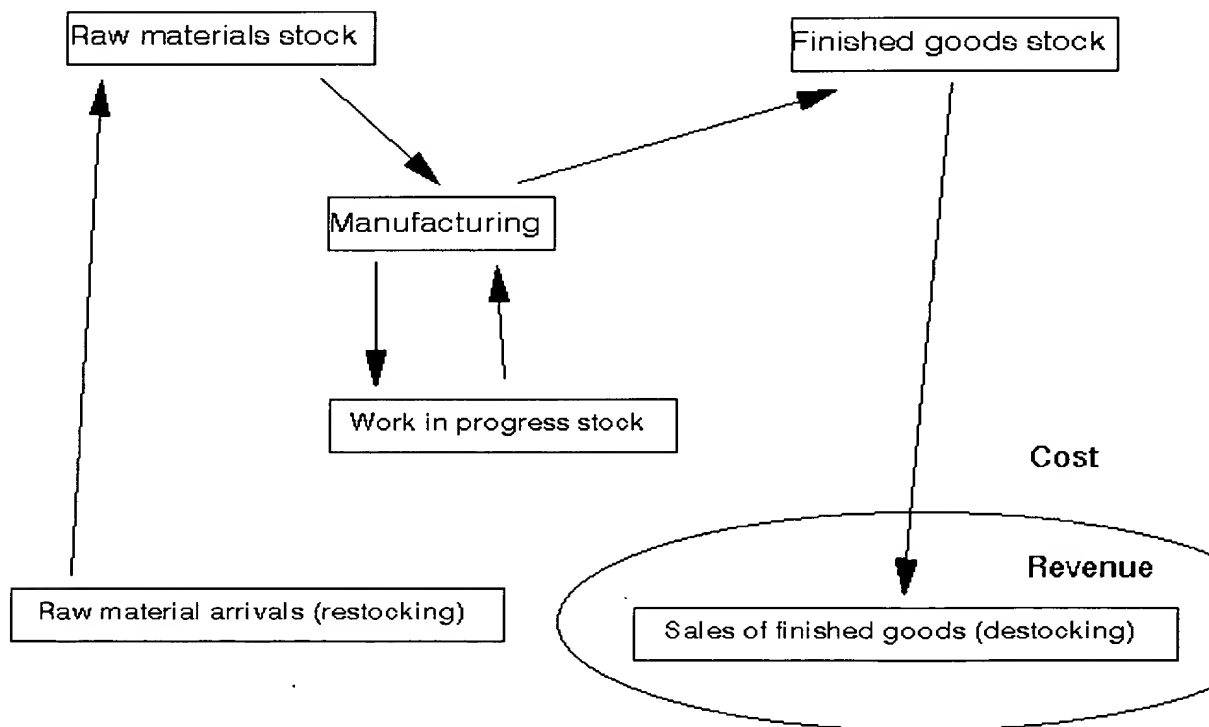 Raw materials stock
Finished goods stock
Manufacturing
Work in progress stock
Cost
Revenue
Raw material arrivals (restocking)
Sales of finished goods (destocking)